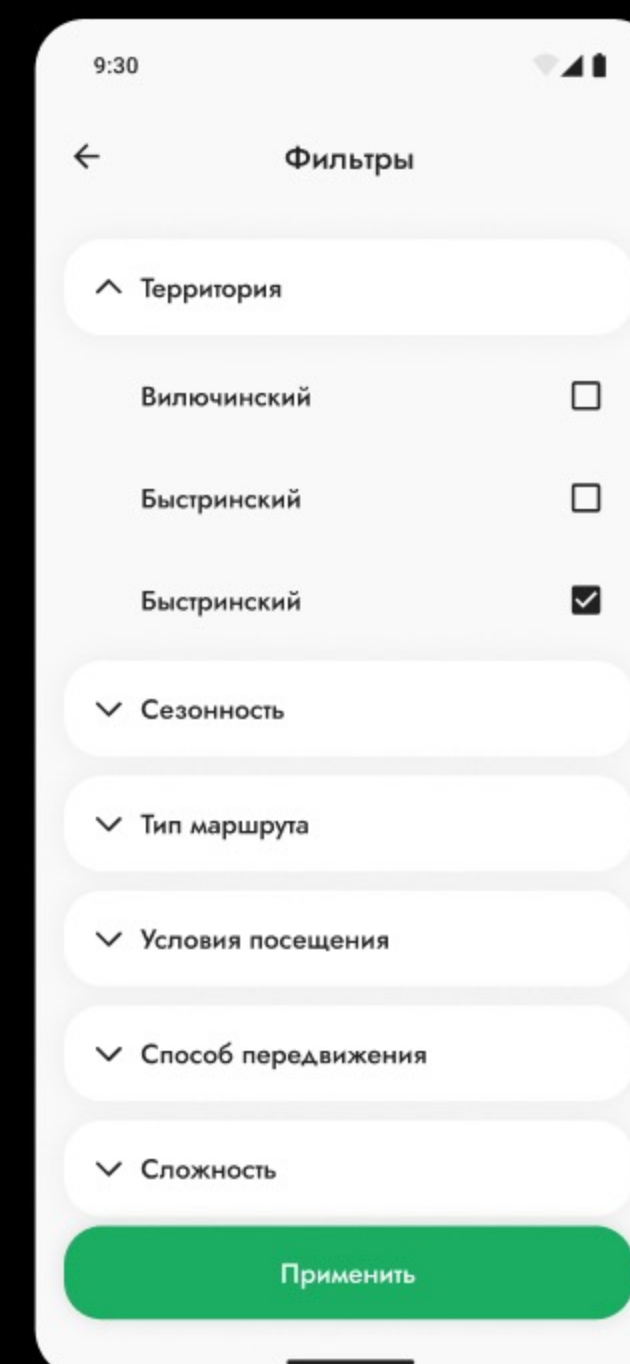 9:30
Фильтры
Территория
Вилючинский
Быстринский
Быстринский
Сезонность
Тип маршрута
Условия посещения
Способ передвижения
Сложность
Применить